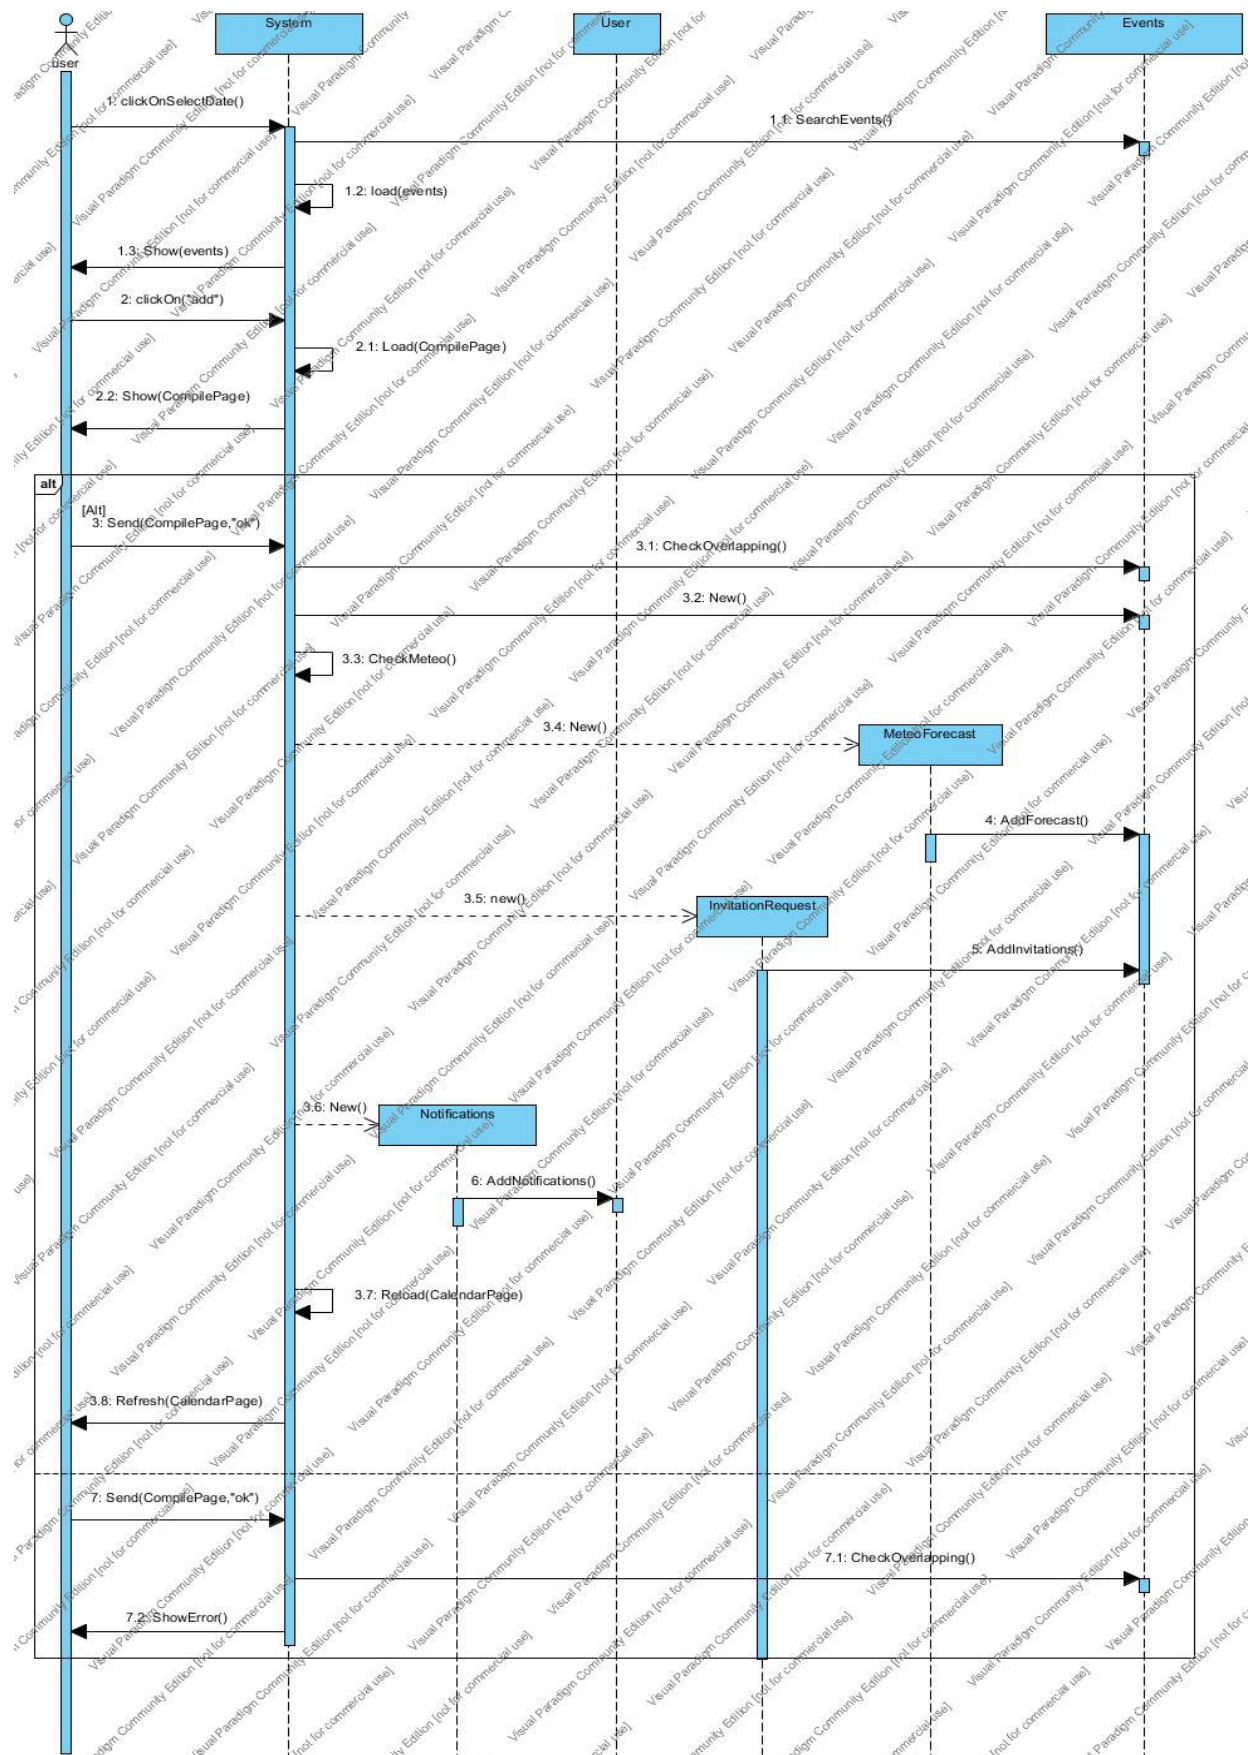 System
User
Events
user
1: clickOnSelectDate()
1.1: SearchEvents()
1.2: load(events)
1.3: Show(events)
2: clickOn("add")
2.1: Load(CompilePage)
2.2: Show(CompilePage)
alt
[Alt]
3: Send(CompilePage,"ok")
3.1: CheckOverlapping()
3.2: New()
3.3: CheckMeteo()
3.4: New()
MeteoForecast
4: AddForecast()
3.5: new()
InvitationRequest
5: AddInvitations()
3.6: New()
Notifications
6: AddNotifications()
3.7: Reload(CalendarPage)
3.8: Refresh(CalendarPage)
7: Send(CompilePage,"ok")
7.1: CheckOverlapping()
7.2: ShowError()
Visual Paradigm Community Edition [not for commercial use]